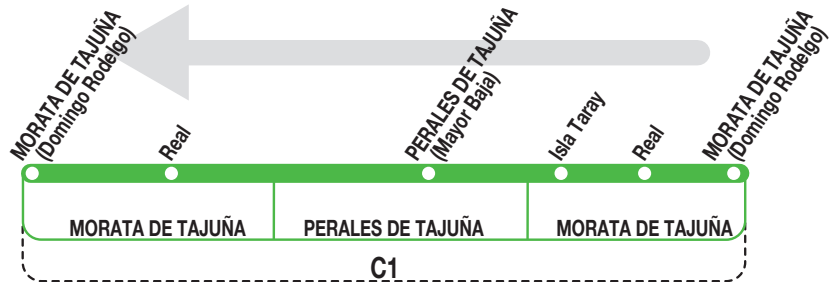 MORATA DE TAJUÑA
(Domingo Rodelgo)
Real
PERALES DE TAJUÑA
(Mayor Baja)
Isla Taray
Real
MORATA DE TAJUÑA
(Domingo Rodelgo)
MORATA DE TAJUÑA
PERALES DE TAJUÑA
MORATA DE TAJUÑA
C1